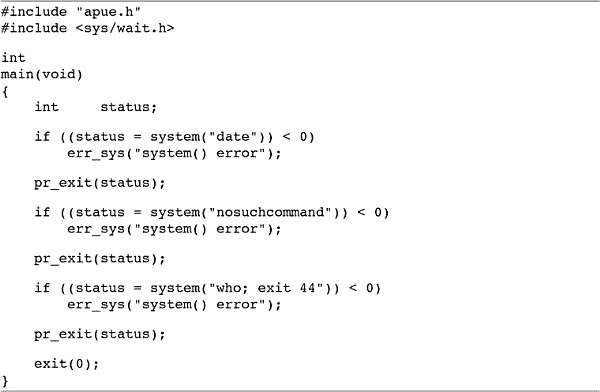 #include "apue.h"
#include <sys/wait.h>
int
main(void)
{
    int     status;
    if ((status = system("date")) < 0)
        err_sys("system() error");
    pr_exit(status);
    if ((status = system("nosuchcommand")) < 0)
        err_sys("system() error");
    pr_exit(status);
    if ((status = system("who; exit 44")) < 0)
        err_sys("system() error");
    pr_exit(status);
    exit(0);
}